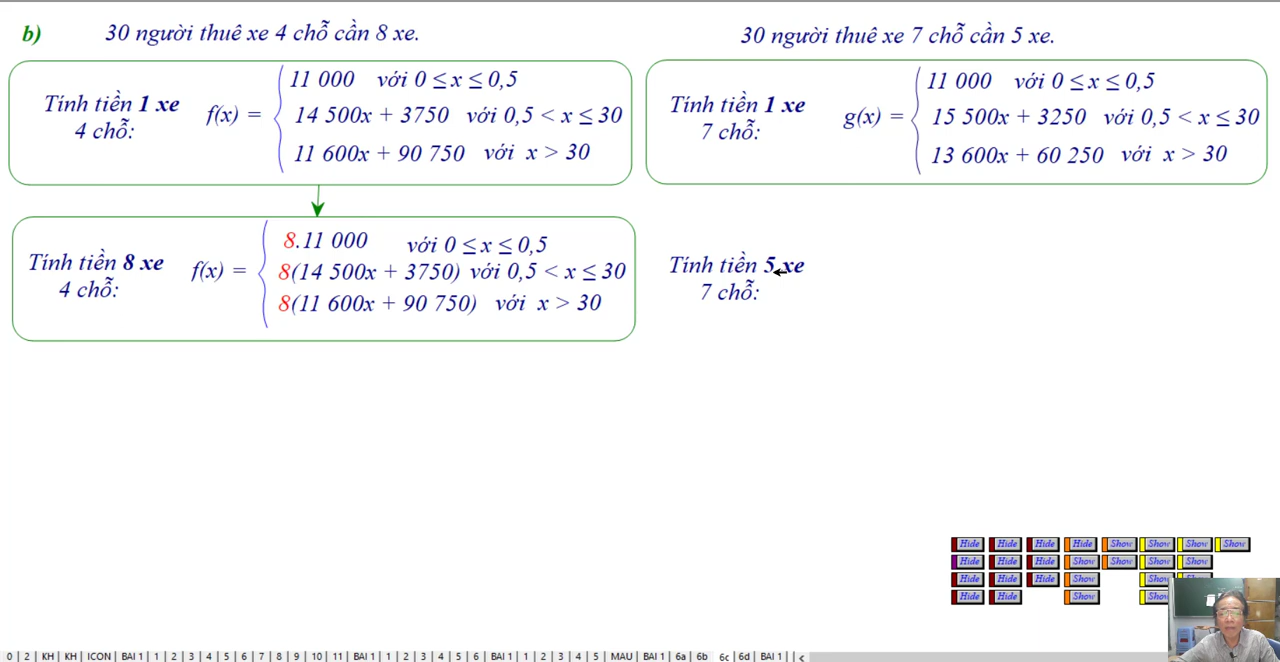 b) 30 người thuê xe 4 chỗ cần 8 xe.
Tính tiền 1 xe
4 chỗ:
f(x) =
11 000 với 0 ≤ x ≤ 0,5
14 500x + 3750 với 0,5 < x ≤ 30
11 600x + 90 750 với x > 30
Tính tiền 8 xe
4 chỗ:
f(x) =
8.11 000 với 0 ≤ x ≤ 0,5
8(14 500x + 3750) với 0,5 < x ≤ 30
8(11 600x + 90 750) với x > 30
30 người thuê xe 7 chỗ cần 5 xe.
Tính tiền 1 xe
7 chỗ:
g(x) =
11 000 với 0 ≤ x ≤ 0,5
15 500x + 3250 với 0,5 < x ≤ 30
13 600x + 60 250 với x > 30
Tính tiền 5 xe
7 chỗ:
Hide Hide Hide Hide Show Show Show Show
Hide Hide Hide Show Show Show Show
Hide Hide Hide Show Show
Hide Hide Show Show
0 | 2 | KH | KH | ICON | BAI 1 | 1 | 2 | 3 | 4 | 5 | 6 | 7 | 8 | 9 | 10 | 11 | BAI 1 | 1 | 2 | 3 | 4 | 5 | 6 | BAI 1 | 1 | 2 | 3 | 4 | 5 | MAU | BAI 1 | 6a | 6b | 6c | 6d | BAI 1 | | <